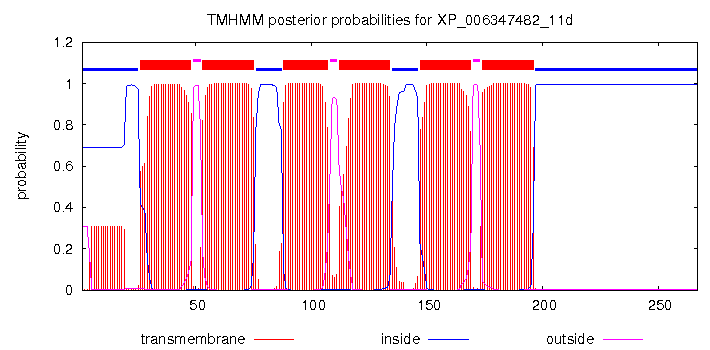 TMHMM posterior probabilities for XP_006347482_11d
probability
1.2
1
0.8
0.6
0.4
0.2
0
50 100 150 200 250
transmembrane inside outside